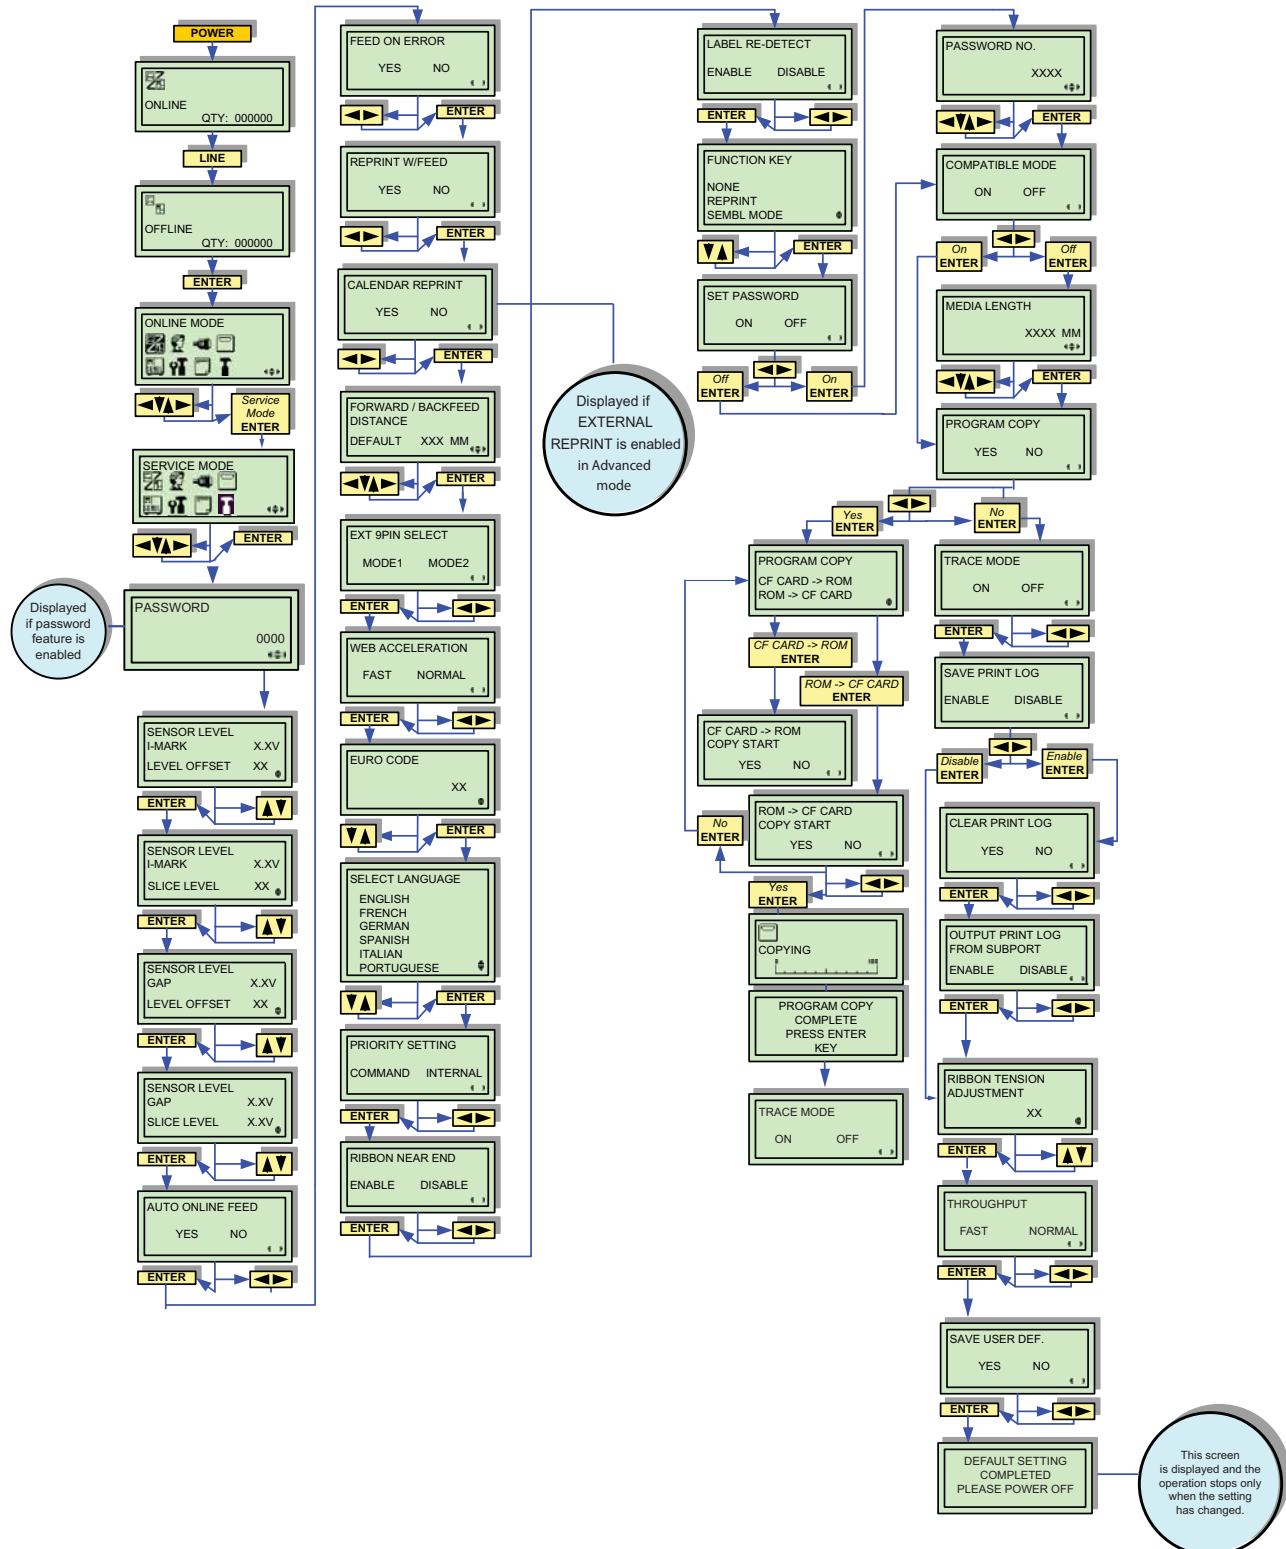 POWER
ONLINE
QTY: 000000
LINE
OFFLINE
QTY: 000000
ENTER
ONLINE MODE
Service
Mode
ENTER
SERVICE MODE
ENTER
Displayed
if password
feature is
enabled
PASSWORD
0000
SENSOR LEVEL
I-MARK X.XV
LEVEL OFFSET XX
ENTER
SENSOR LEVEL
I-MARK X.XV
SLICE LEVEL XX
ENTER
SENSOR LEVEL
GAP X.XV
LEVEL OFFSET XX
ENTER
SENSOR LEVEL
GAP X.XV
SLICE LEVEL X.XV
ENTER
AUTO ONLINE FEED
YES NO
ENTER
FEED ON ERROR
YES NO
ENTER
REPRINT W/FEED
YES NO
ENTER
CALENDAR REPRINT
YES NO
ENTER
Displayed if
EXTERNAL
REPRINT is enabled
in Advanced
mode
FORWARD / BACKFEED
DISTANCE
DEFAULT XXX MM
ENTER
EXT 9PIN SELECT
MODE1 MODE2
ENTER
WEB ACCELERATION
FAST NORMAL
ENTER
EURO CODE
XX
ENTER
SELECT LANGUAGE
ENGLISH
FRENCH
GERMAN
SPANISH
ITALIAN
PORTUGUESE
ENTER
PRIORITY SETTING
COMMAND INTERNAL
ENTER
RIBBON NEAR END
ENABLE DISABLE
ENTER
LABEL RE-DETECT
ENABLE DISABLE
ENTER
FUNCTION KEY
NONE
REPRINT
SEMBL MODE
ENTER
SET PASSWORD
ON OFF
Off
ENTER
On
ENTER
PASSWORD NO.
XXXX
ENTER
COMPATIBLE MODE
ON OFF
On
ENTER
Off
ENTER
MEDIA LENGTH
XXXX MM
ENTER
PROGRAM COPY
YES NO
Yes
ENTER
No
ENTER
PROGRAM COPY
CF CARD -> ROM
ROM -> CF CARD
CF CARD -> ROM
ENTER
ROM -> CF CARD
ENTER
CF CARD -> ROM
COPY START
YES NO
ROM -> CF CARD
COPY START
YES NO
No
ENTER
Yes
ENTER
COPYING
PROGRAM COPY
COMPLETE
PRESS ENTER
KEY
TRACE MODE
ON OFF
TRACE MODE
ON OFF
ENTER
SAVE PRINT LOG
ENABLE DISABLE
Disable
ENTER
Enable
ENTER
CLEAR PRINT LOG
YES NO
ENTER
OUTPUT PRINT LOG
FROM SUBPORT
ENABLE DISABLE
ENTER
RIBBON TENSION
ADJUSTMENT
XX
ENTER
THROUGHPUT
FAST NORMAL
ENTER
SAVE USER DEF.
YES NO
ENTER
DEFAULT SETTING
COMPLETED
PLEASE POWER OFF
This screen
is displayed and the
operation stops only
when the setting
has changed.